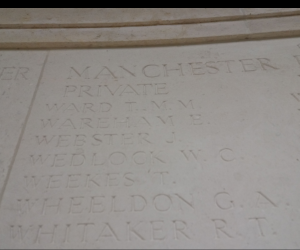 MANCHESTER
PRIVATE
WARD T. M M.
WAREHAM E.
WEBSTER J.
WEDLOCK W. C.
WEEKES T.
WHEELDON G. V.
WHITAKER R. T.